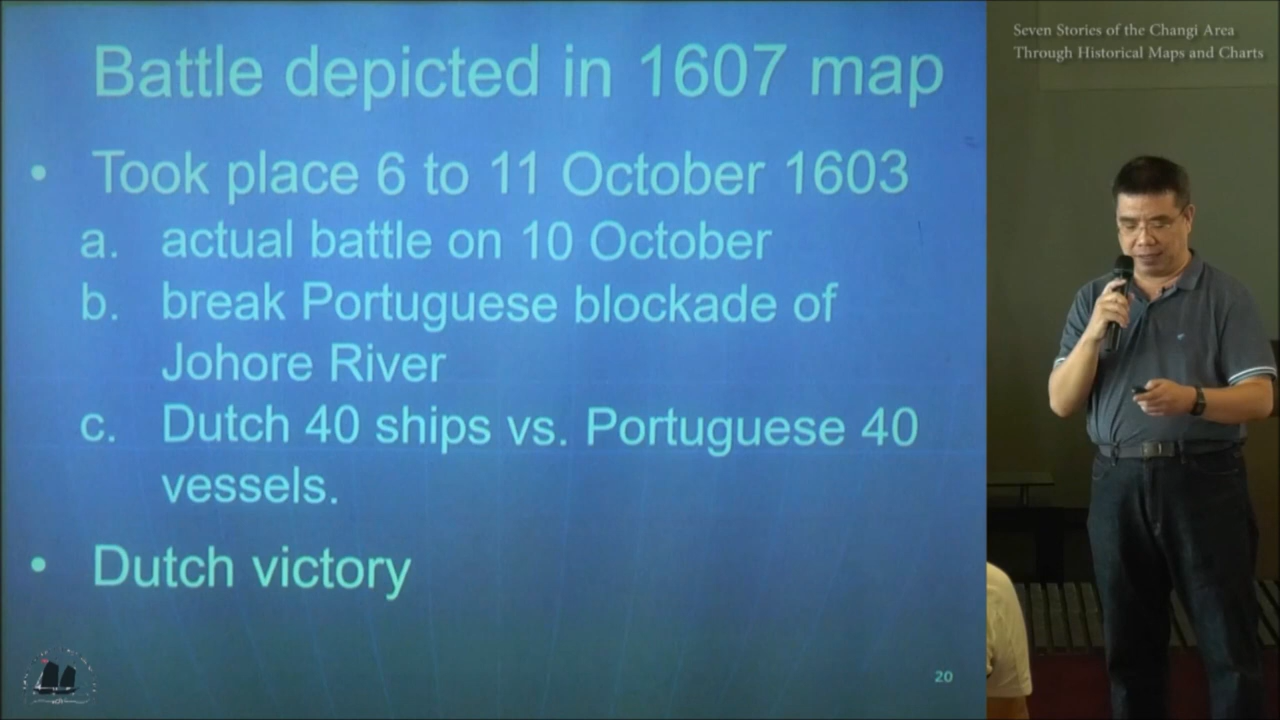 Seven Stories of the Changi Area
Through Historical Maps and Charts
Battle depicted in 1607 map
• Took place 6 to 11 October 1603
a. actual battle on 10 October
b. break Portuguese blockade of
Johore River
c. Dutch 40 ships vs. Portuguese 40
vessels.
• Dutch victory
20